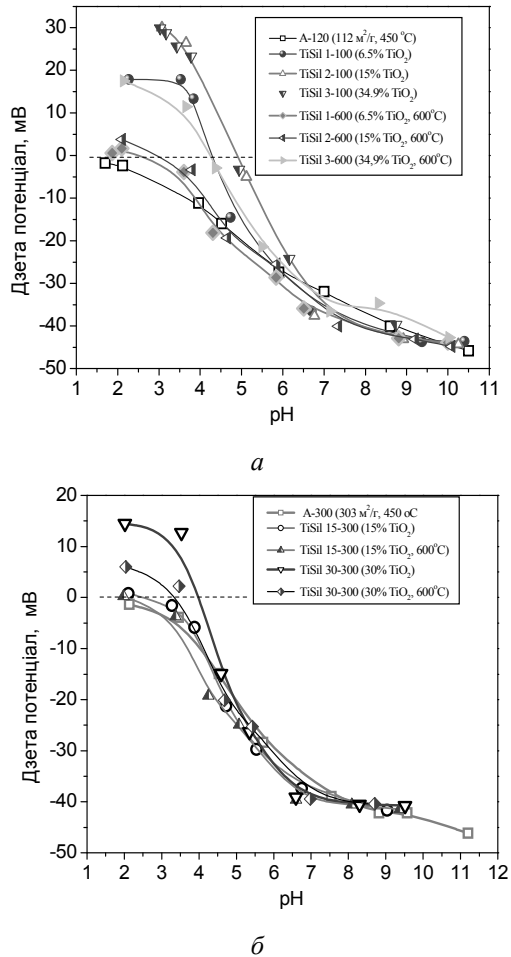 30
20
10
0
-10
-20
-30
-40
-50
Дзета потенціал, мВ
A-120 (112 м²/г, 450 °C)
TiSil 1-100 (6.5% TiO₂)
TiSil 2-100 (15% TiO₂)
TiSil 3-100 (34.9% TiO₂)
TiSil 1-600 (6.5% TiO₂, 600°C)
TiSil 2-600 (15% TiO₂, 600°C)
TiSil 3-600 (34,9% TiO₂, 600°C)
1 2 3 4 5 6 7 8 9 10 11
pH
а
20
10
0
-10
-20
-30
-40
-50
Дзета потенціал, мВ
A-300 (303 м²/г, 450 oC
TiSil 15-300 (15% TiO₂)
TiSil 15-300 (15% TiO₂, 600°C)
TiSil 30-300 (30% TiO₂)
TiSil 30-300 (30% TiO₂, 600°C)
1 2 3 4 5 6 7 8 9 10 11 12
pH
б